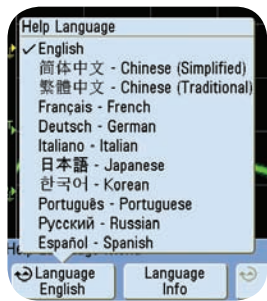 Help Language
✓ English
简体中文 - Chinese (Simplified)
繁體中文 - Chinese (Traditional)
Français - French
Deutsch - German
Italiano - Italian
日本語 - Japanese
한국어 - Korean
Português - Portuguese
Русский - Russian
Español - Spanish
Language
English
Language
Info